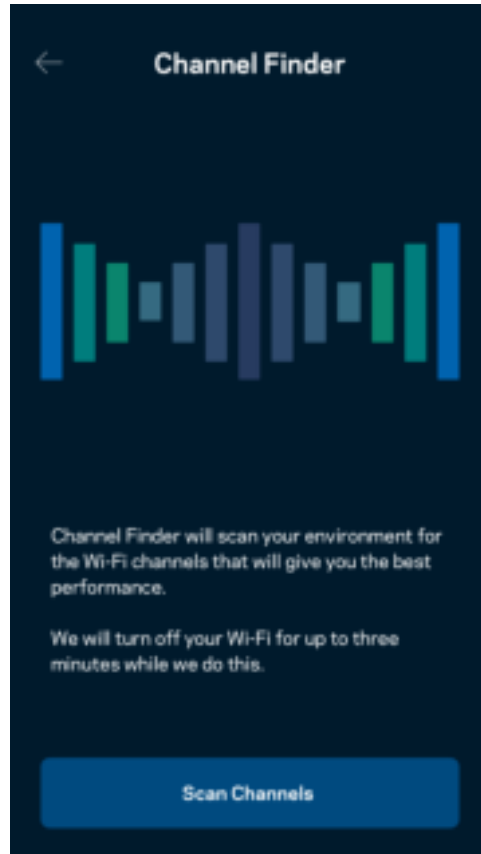 Channel Finder
Channel Finder will scan your environment for
the Wi-Fi channels that will give you the best
performance.
We will turn off your Wi-Fi for up to three
minutes while we do this.
Scan Channels